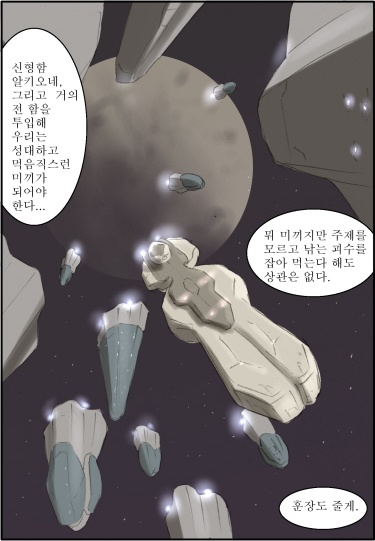 신형함
알키오네,
그리고 거의
전 함을
투입해
우리는
성대하고
먹음직스런
미끼가
되어야
한다...
뭐 미끼지만 주제를
모르고 낚는 괴수를
잡아 먹는다 해도
상관은 없다.
훈장도 줄게.